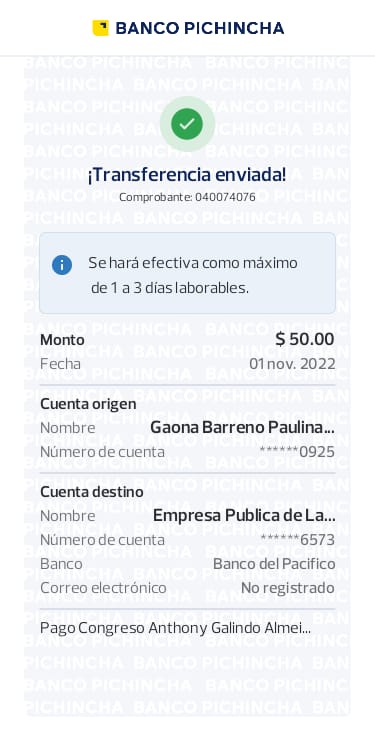 BANCO PICHINCHA
¡Transferencia enviada!
Comprobante: 040074076
Se hará efectiva como máximo
de 1 a 3 días laborables.
Monto $ 50.00
Fecha 01 nov. 2022
Cuenta origen
Nombre Gaona Barreno Paulina...
Número de cuenta ******0925
Cuenta destino
Nombre Empresa Publica de La...
Número de cuenta ******6573
Banco Banco del Pacifico
Correo electrónico No registrado
Pago Congreso Anthony Galindo Almei...